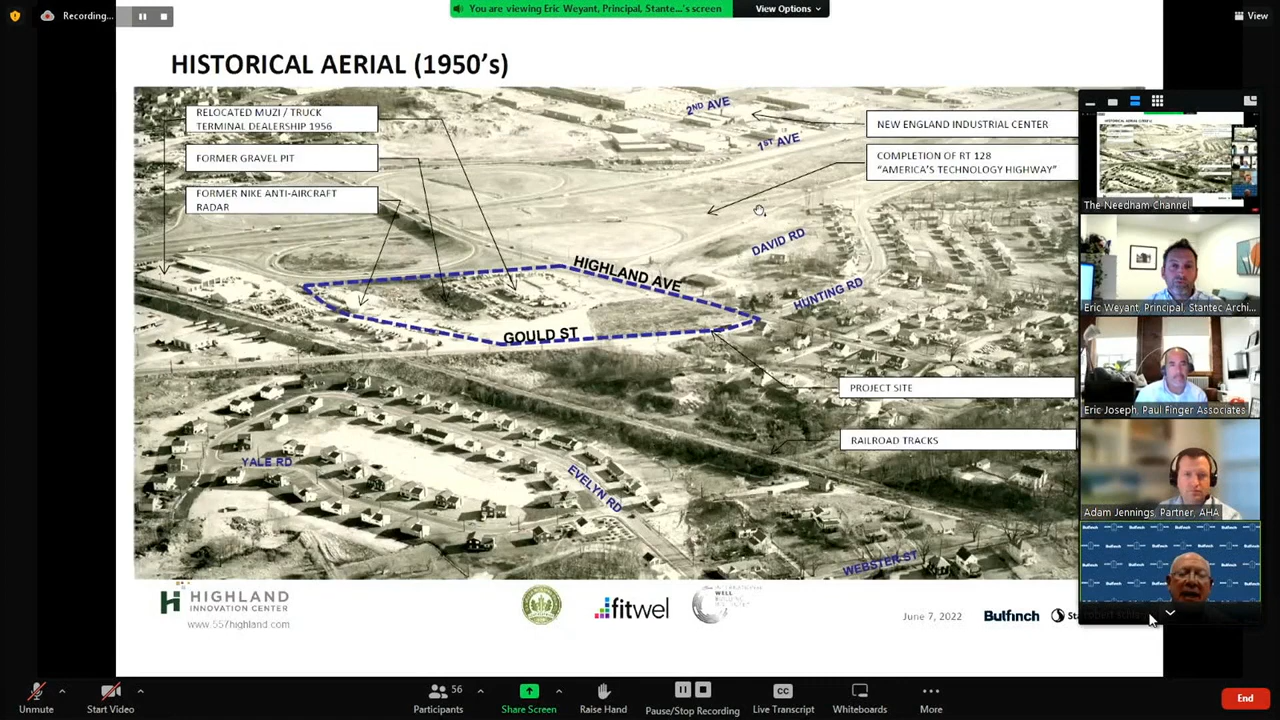 Recording...
You are viewing Eric Weyant, Principal, Stante...'s screen
View Options
View
HISTORICAL AERIAL (1950's)
RELOCATED MUZI / TRUCK
TERMINAL DEALERSHIP 1956
FORMER GRAVEL PIT
FORMER NIKE ANTI-AIRCRAFT
RADAR
2ND AVE
1ST AVE
NEW ENGLAND INDUSTRIAL CENTER
COMPLETION OF RT 128
"AMERICA'S TECHNOLOGY HIGHWAY"
DAVID RD
HIGHLAND AVE
HUNTING RD
GOULD ST
PROJECT SITE
RAILROAD TRACKS
YALE RD
EVELYN RD
WEBSTER ST
The Needham Channel
Eric Weyant, Principal, Stantec Archi...
Eric Joseph, Paul Finger Associates
Adam Jennings, Partner, AHA
Bulfinch
HIGHLAND
INNOVATION CENTER
www.557highland.com
fitwel
WELL
June 7, 2022
Bulfinch
Unmute
Start Video
Participants
56
Share Screen
Raise Hand
Pause/Stop Recording
CC
Live Transcript
Whiteboards
More
End